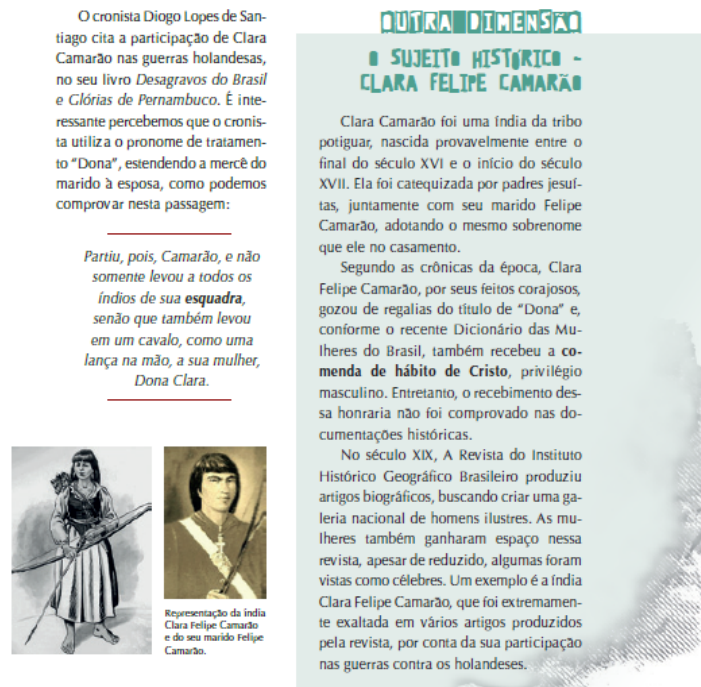 O cronista Diogo Lopes de San-
tiago cita a participação de Clara
Camarão nas guerras holandesas,
no seu livro Desagravos do Brasil
e Glórias de Pernambuco. É inte-
ressante percebemos que o cronis-
ta utiliza o pronome de tratamen-
to “Dona”, estendendo a mercê do
marido à esposa, como podemos
comprovar nesta passagem:
Partiu, pois, Camarão, e não
somente levou a todos os
índios de sua esquadra,
senão que também levou
em um cavalo, como uma
lança na mão, a sua mulher,
Dona Clara.
Representação da índia
Clara Felipe Camarão
e do seu marido Felipe
Camarão.
OUTRA DIMENSÃO
O SUJEITO HISTÓRICO -
CLARA FELIPE CAMARÃO
Clara Camarão foi uma índia da tribo
potiguar, nascida provavelmente entre o
final do século XVI e o início do século
XVII. Ela foi catequizada por padres jesuí-
tas, juntamente com seu marido Felipe
Camarão, adotando o mesmo sobrenome
que ele no casamento.
Segundo as crônicas da época, Clara
Felipe Camarão, por seus feitos corajosos,
gozou de regalias do título de “Dona” e,
conforme o recente Dicionário das Mu-
lheres do Brasil, também recebeu a co-
menda de hábito de Cristo, privilégio
masculino. Entretanto, o recebimento des-
sa honraria não foi comprovado nas do-
cumentações históricas.
No século XIX, A Revista do Instituto
Histórico Geográfico Brasileiro produziu
artigos biográficos, buscando criar uma ga-
leria nacional de homens ilustres. As mu-
lheres também ganharam espaço nessa
revista, apesar de reduzido, algumas foram
vistas como célebres. Um exemplo é a índia
Clara Felipe Camarão, que foi extremamen-
te exaltada em vários artigos produzidos
pela revista, por conta da sua participação
nas guerras contra os holandeses.